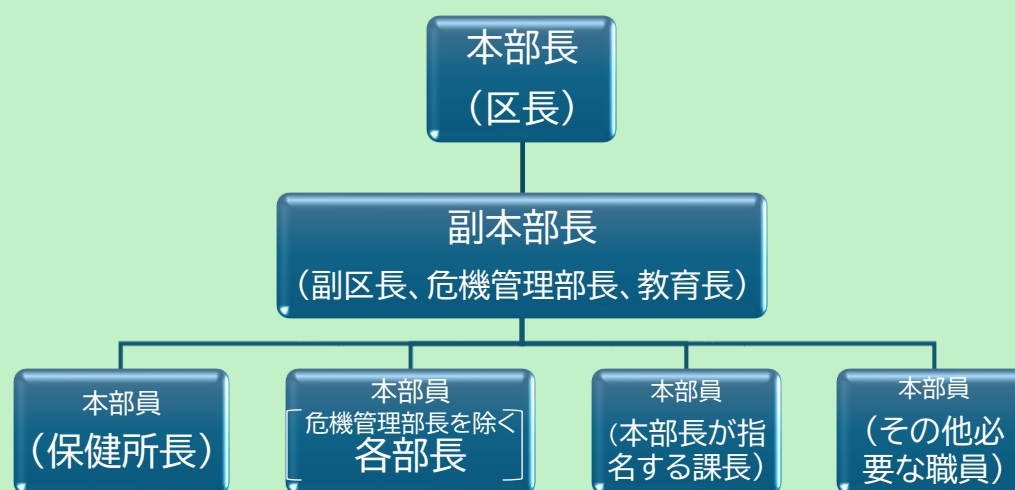 本部長
（区長）
副本部長
（副区長、危機管理部長、教育長）
本部員
（保健所長）
本部員
危機管理部長を除く
各部長
本部員
(本部長が指
名する課長）
本部員
（その他必
要な職員）